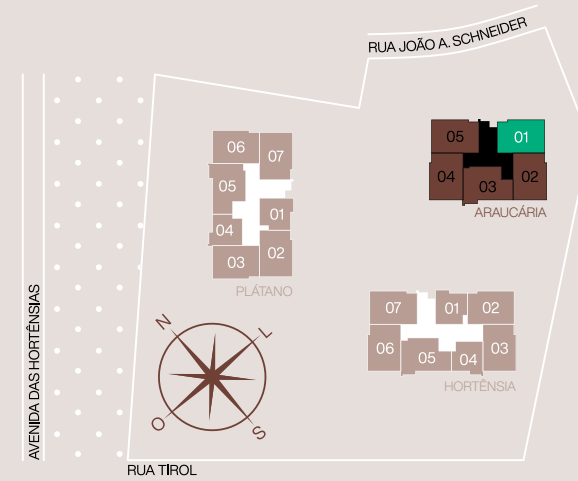 RUA JOÃO A. SCHNEIDER
05
01
04
03
02
ARAUCÁRIA
06
07
05
01
04
02
03
PLÁTANO
07
01
02
06
05
04
03
HORTÊNSIA
N
L
O
S
AVENIDA DAS HORTÊNSIAS
RUA TIROL